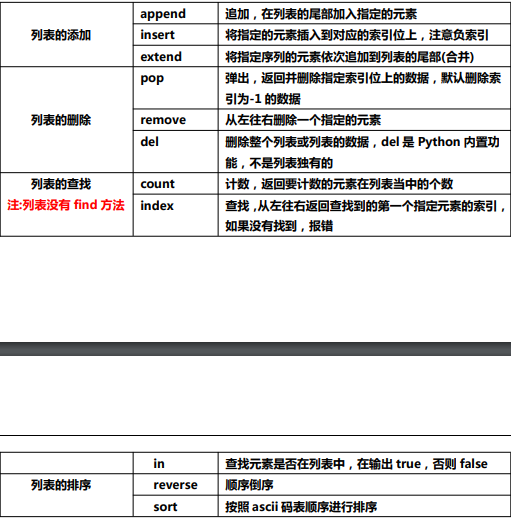 列表的添加
append 追加，在列表的尾部加入指定的元素
insert 将指定的元素插入到对应的索引位上，注意负索引
extend 将指定序列的元素依次追加到列表的尾部(合并)
列表的删除
pop 弹出，返回并删除指定索引位上的数据，默认删除索
引为-1 的数据
remove 从左往右删除一个指定的元素
del 删除整个列表或列表的数据，del 是 Python 内置功
能，不是列表独有的
列表的查找
注:列表没有 find 方法
count 计数，返回要计数的元素在列表当中的个数
index 查找，从左往右返回查找到的第一个指定元素的索引，
如果没有找到，报错
in 查找元素是否在列表中，在输出 true，否则 false
列表的排序
reverse 顺序倒序
sort 按照 ascii 码表顺序进行排序